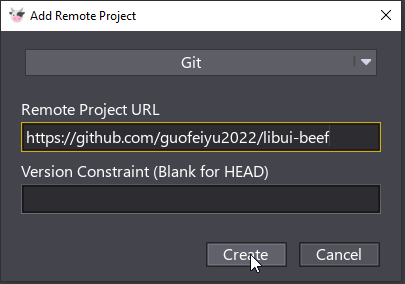 Add Remote Project
Git
Remote Project URL
https://github.com/guofeiyu2022/libui-beef
Version Constraint (Blank for HEAD)
Create
Cancel